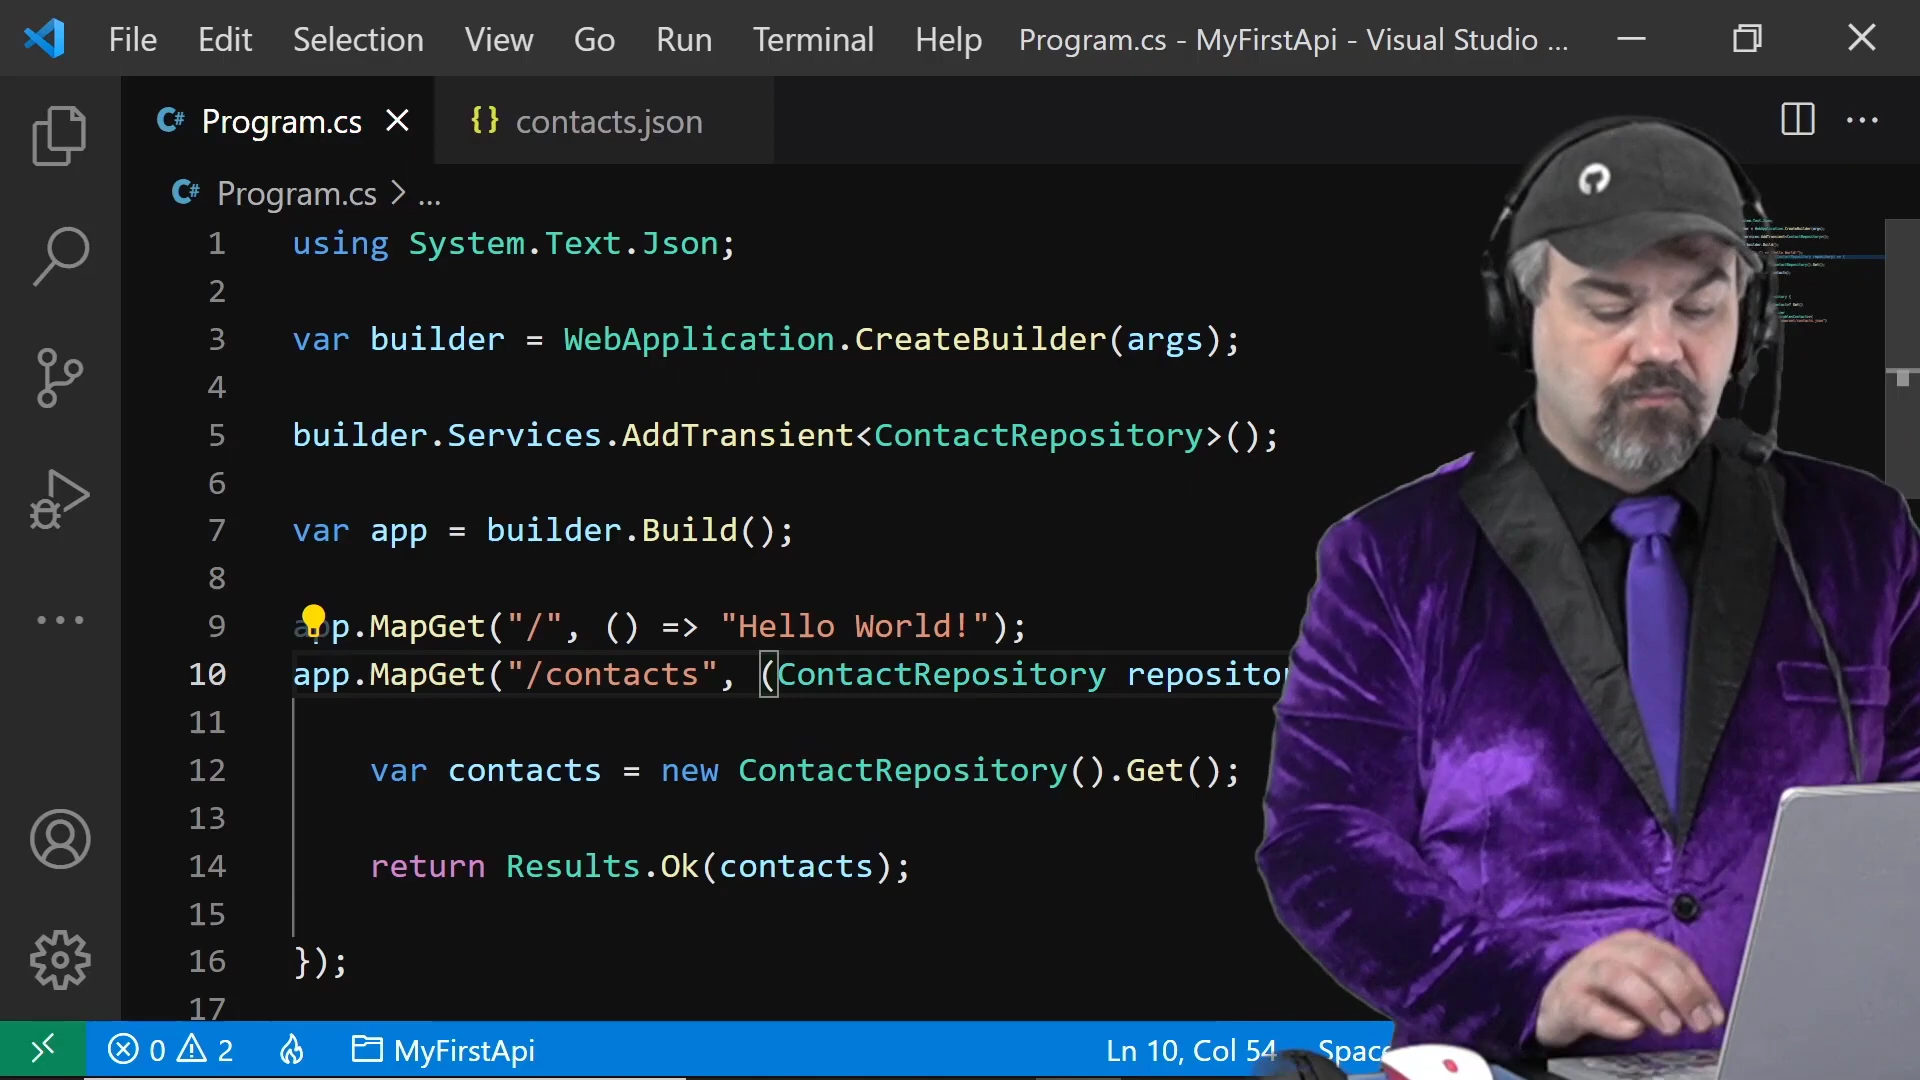 File Edit Selection View Go Run Terminal Help Program.cs - MyFirstApi - Visual Studio ...
C# Program.cs {} contacts.json
C# Program.cs > ...
1 using System.Text.Json;
2
3 var builder = WebApplication.CreateBuilder(args);
4
5 builder.Services.AddTransient<ContactRepository>();
6
7 var app = builder.Build();
8
9 app.MapGet("/", () => "Hello World!");
10 app.MapGet("/contacts", (ContactRepository repositor
11
12 var contacts = new ContactRepository().Get();
13
14 return Results.Ok(contacts);
15
16 });
17
0 2 MyFirstApi Ln 10, Col 54 Spac